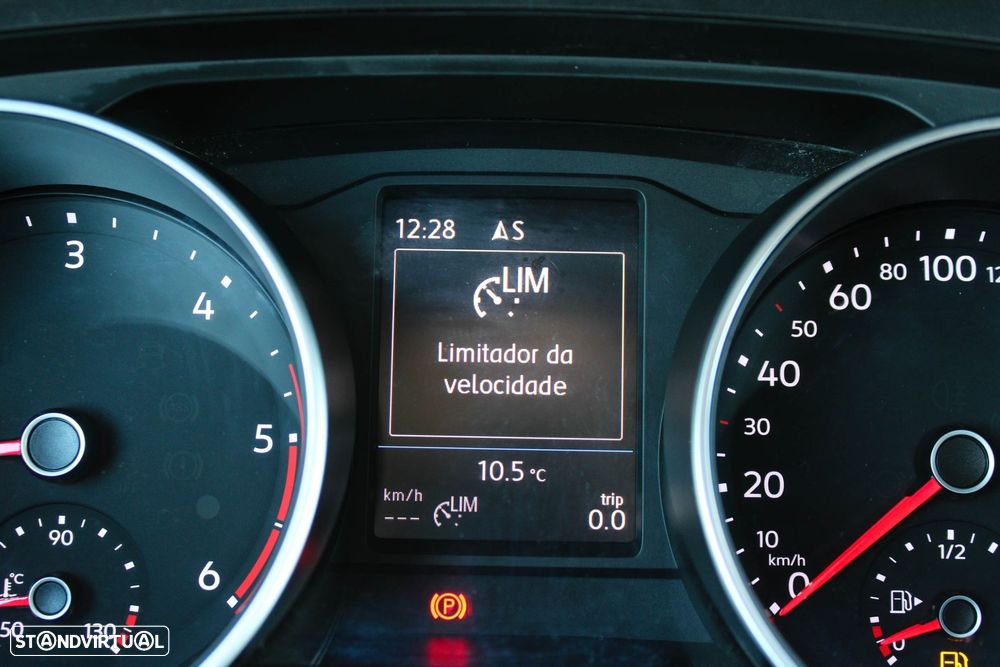 12:28 S
LIM
Limitador da
velocidade
10.5 °C
km/h
---
LIM
trip
0.0
3
4
5
6
90
°C
50
130
100
80
60
50
40
30
20
10
km/h
0
1/2
0
P
STANDVIRTUAL